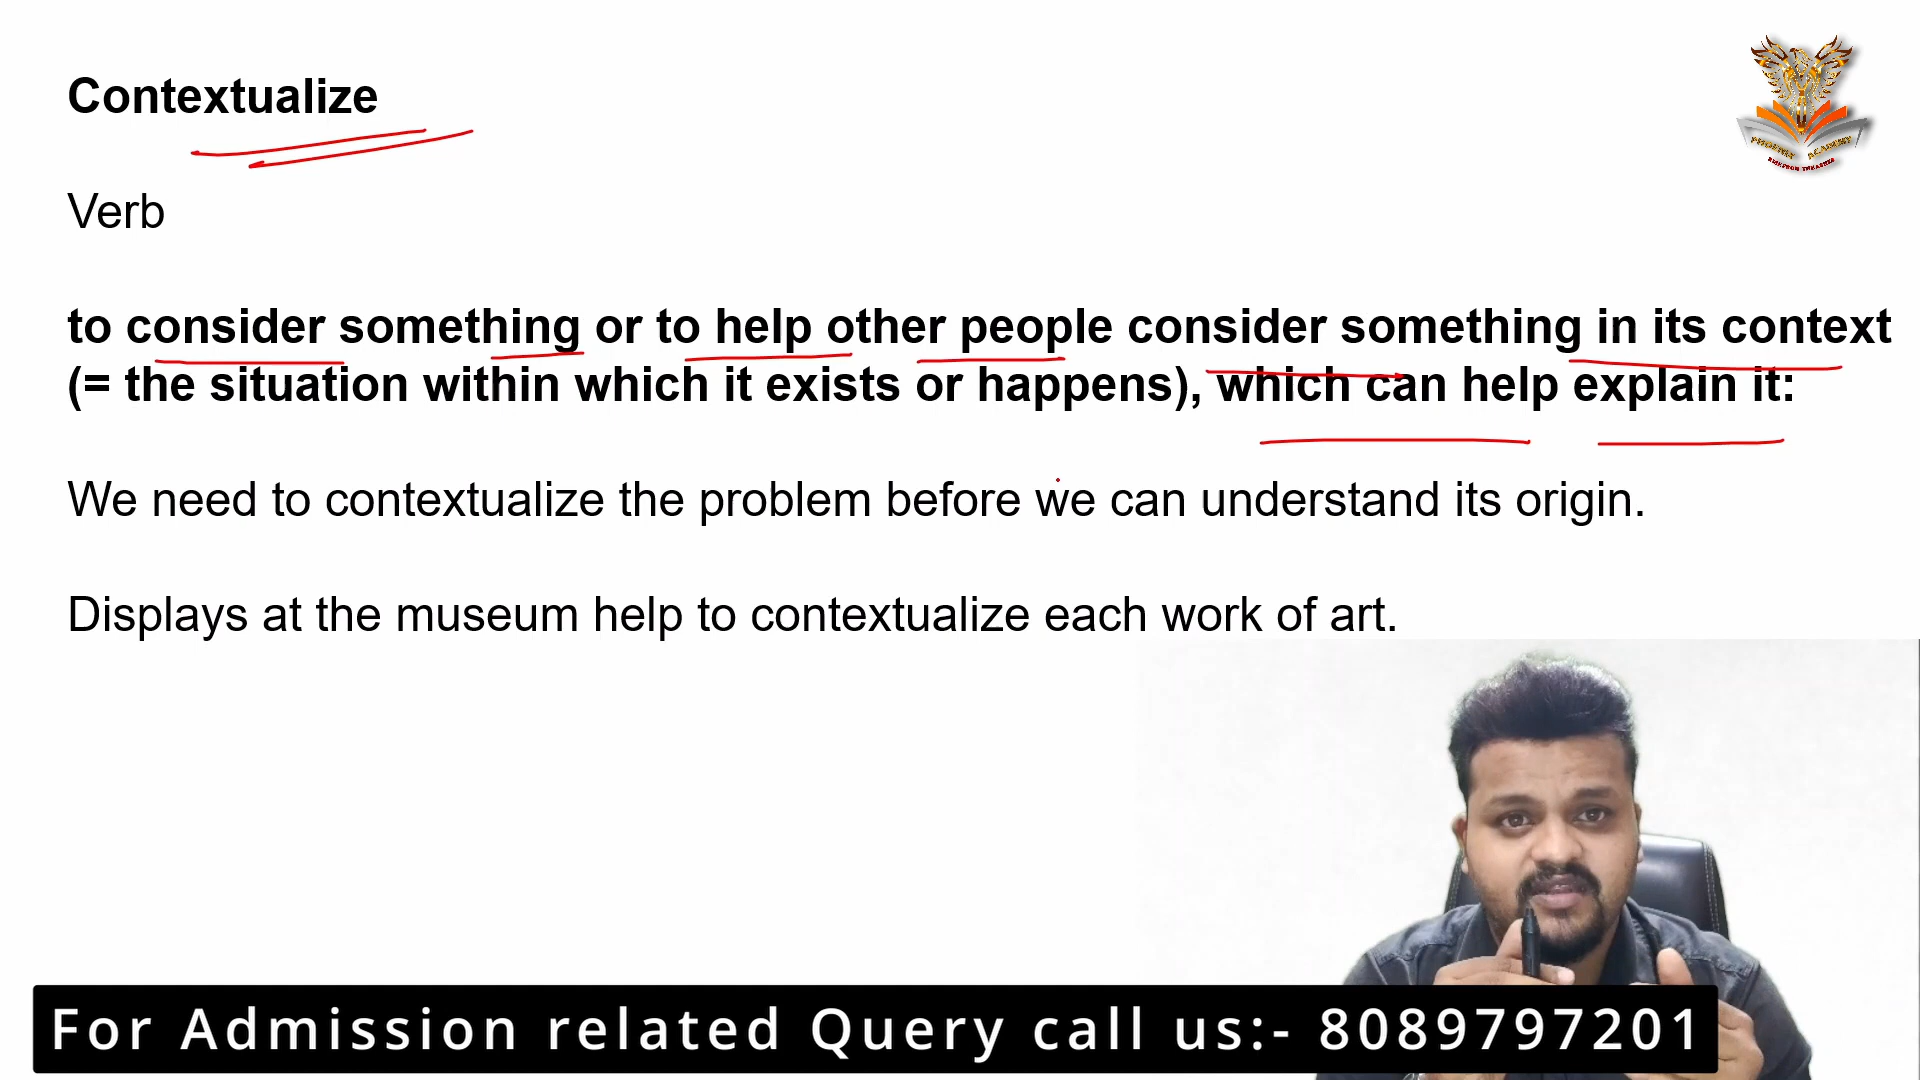 Contextualize
Verb
to consider something or to help other people consider something in its context
(= the situation within which it exists or happens), which can help explain it:
We need to contextualize the problem before we can understand its origin.
Displays at the museum help to contextualize each work of art.
PHOENIX ACADEMY
For Admission related Query call us:- 8089797201